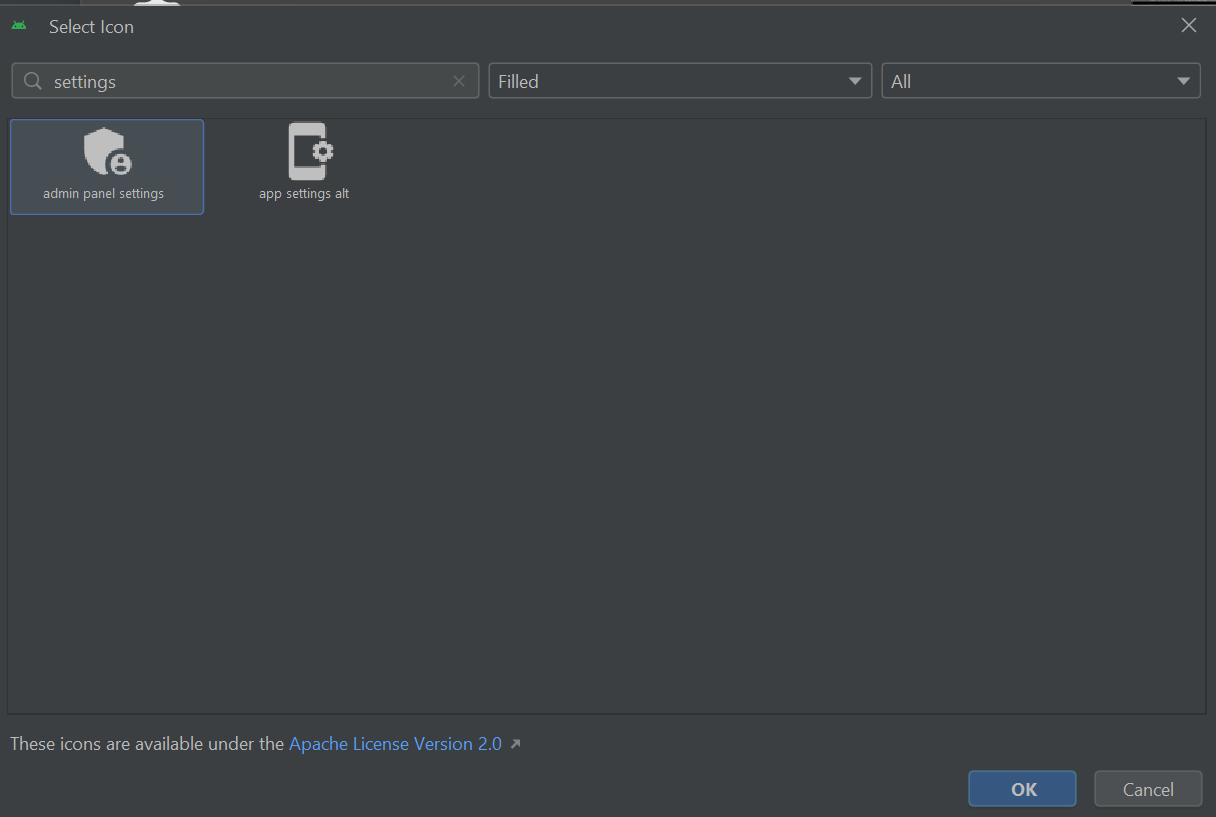 Select Icon
settings
Filled
All
admin panel settings
app settings alt
These icons are available under the Apache License Version 2.0
OK
Cancel